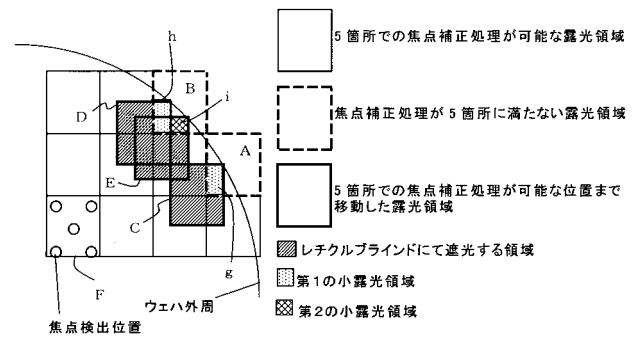 h
B
i
D
A
E
C
g
F
ウェハ外周
焦点検出位置
5箇所での焦点補正処理が可能な露光領域
焦点補正処理が5箇所に満たない露光領域
5箇所での焦点補正処理が可能な位置まで
移動した露光領域
レチクルブラインドにて遮光する領域
第1の小露光領域
第2の小露光領域